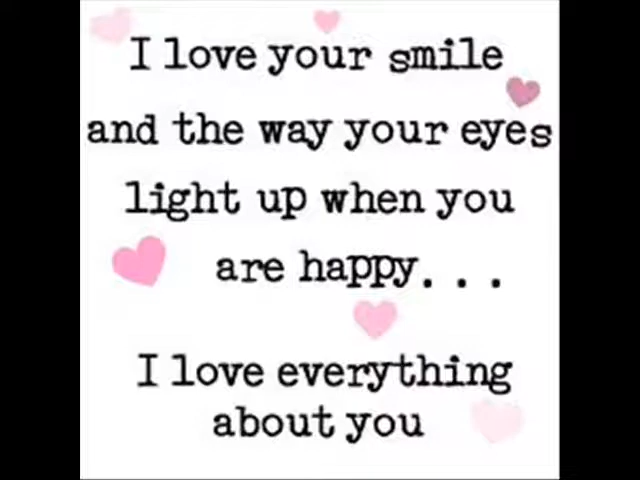 I love your smile
and the way your eyes
light up when you
are happy. . .
I love everything
about you